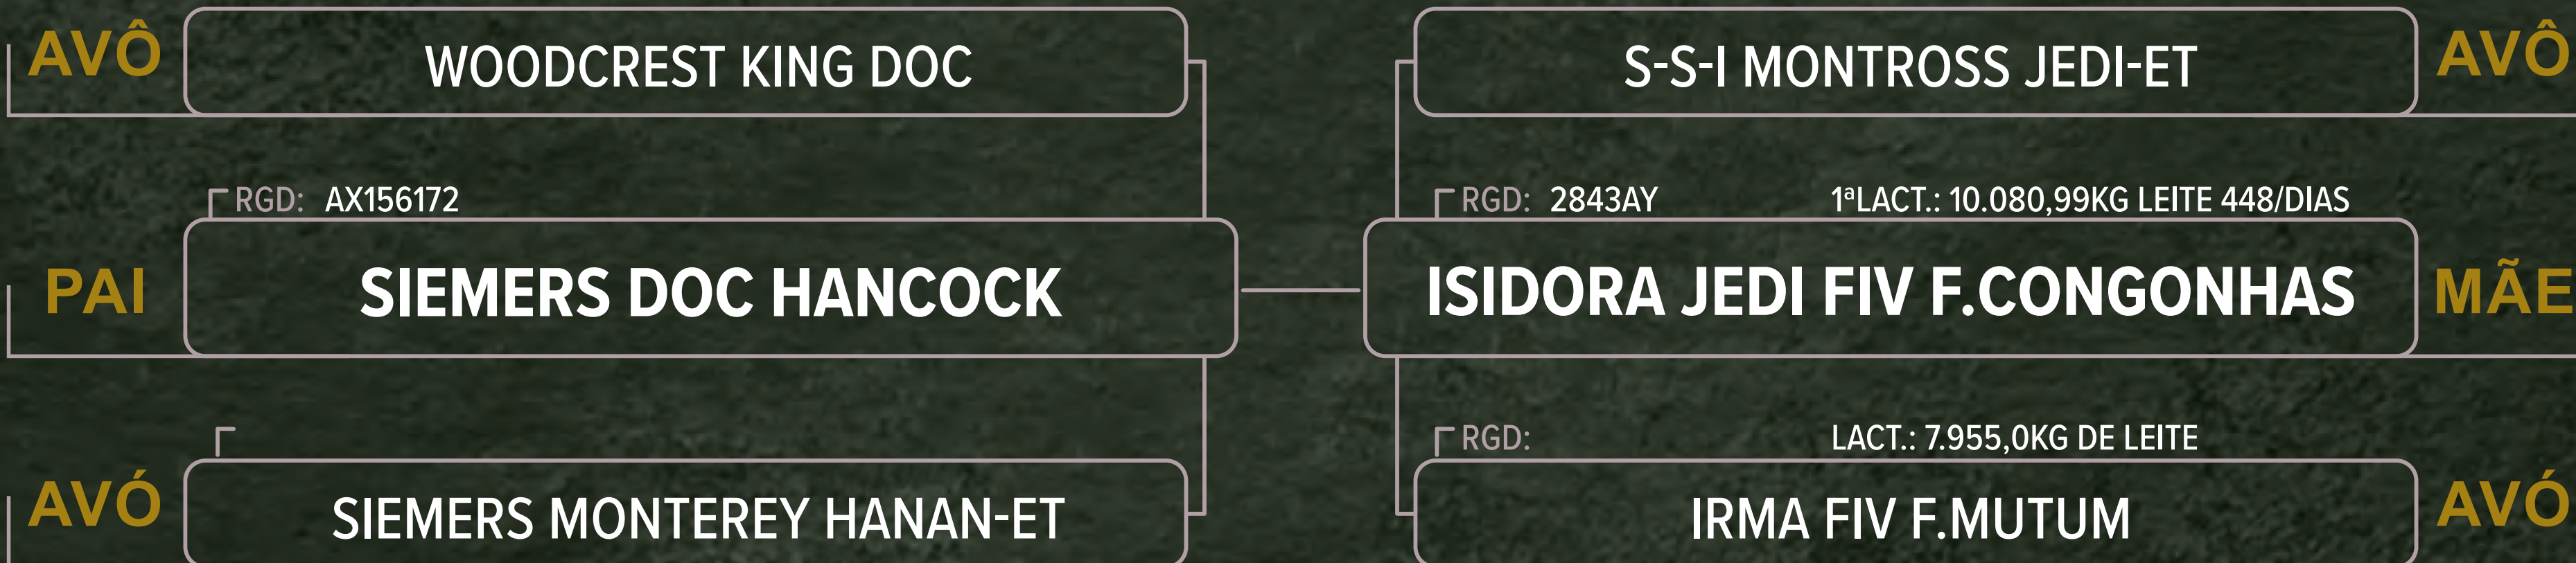 AVÔ
WOODCREST KING DOC
S-S-I MONTROSS JEDI-ET
AVÔ
RGD: AX156172
RGD: 2843AY
1ªLACT.: 10.080,99KG LEITE 448/DIAS
PAI
SIEMERS DOC HANCOCK
ISIDORA JEDI FIV F.CONGONHAS
MÃE
RGD:
LACT.: 7.955,0KG DE LEITE
AVÓ
SIEMERS MONTEREY HANAN-ET
IRMA FIV F.MUTUM
AVÓ